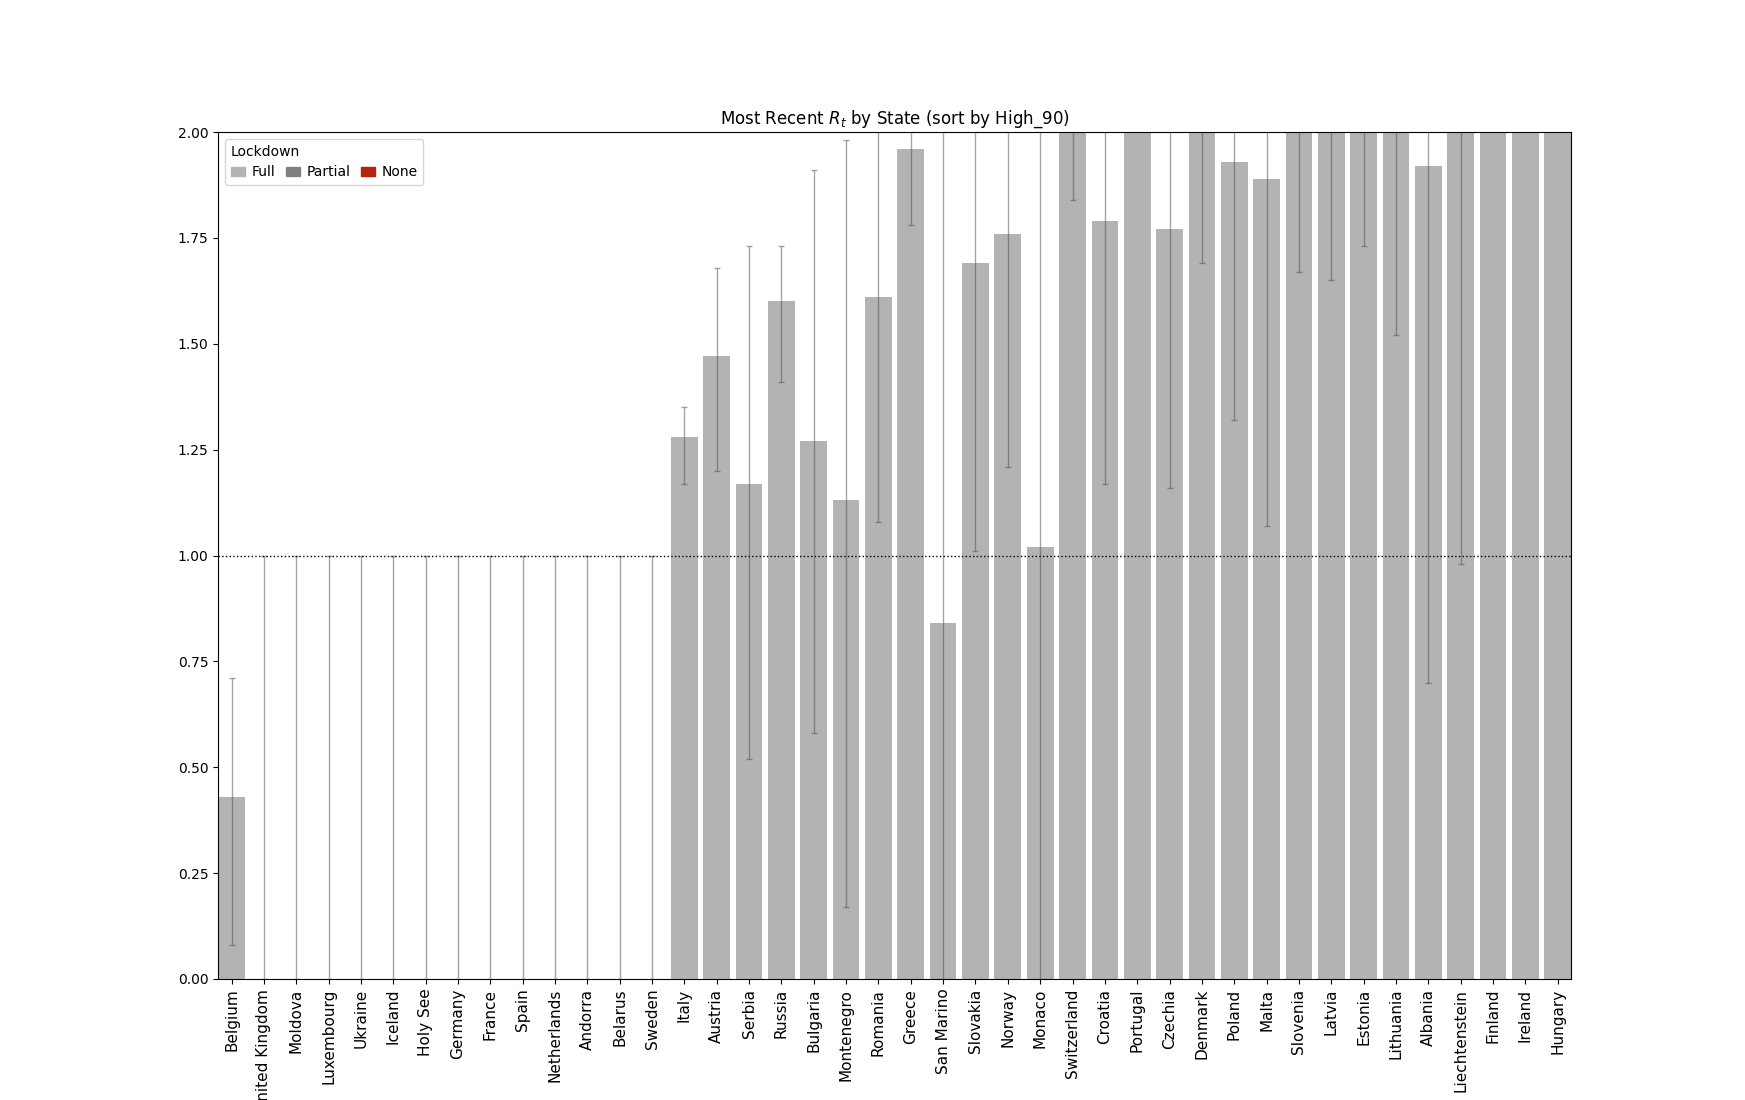 Most Recent R_t by State (sort by High_90)
Lockdown
Full Partial None
2.00
1.75
1.50
1.25
1.00
0.75
0.50
0.25
0.00
Belgium
nited Kingdom
Moldova
Luxembourg
Ukraine
Iceland
Holy See
Germany
France
Spain
Netherlands
Andorra
Belarus
Sweden
Italy
Austria
Serbia
Russia
Bulgaria
Montenegro
Romania
Greece
San Marino
Slovakia
Norway
Monaco
Switzerland
Croatia
Portugal
Czechia
Denmark
Poland
Malta
Slovenia
Latvia
Estonia
Lithuania
Albania
Liechtenstein
Finland
Ireland
Hungary